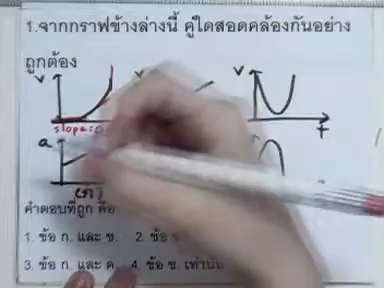 1.จากกราฟข้างล่างนี้ คู่ใดสอดคล้องกันอย่าง
ถูกต้อง
v v v
slope=0 t
a
(ก)
คำตอบที่ถูก คือ
1. ข้อ ก. และ ข. 2. ข้อ
3. ข้อ ก. และ ค 4. ข้อ ข. เท่านั้น